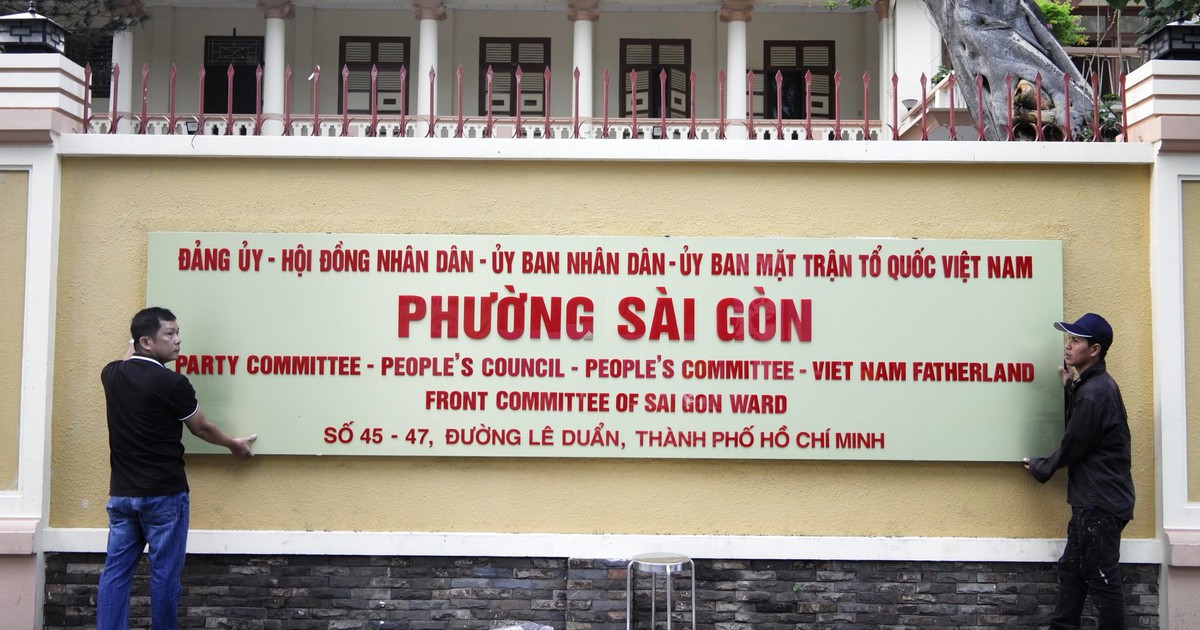 ĐẢNG ỦY - HỘI ĐỒNG NHÂN DÂN - ỦY BAN NHÂN DÂN - ỦY BAN MẶT TRẬN TỔ QUỐC VIỆT NAM
PHƯỜNG SÀI GÒN
PARTY COMMITTEE - PEOPLE'S COUNCIL - PEOPLE'S COMMITTEE - VIET NAM FATHERLAND
FRONT COMMITTEE OF SAI GON WARD
SỐ 45 - 47, ĐƯỜNG LÊ DUẨN, THÀNH PHỐ HỒ CHÍ MINH